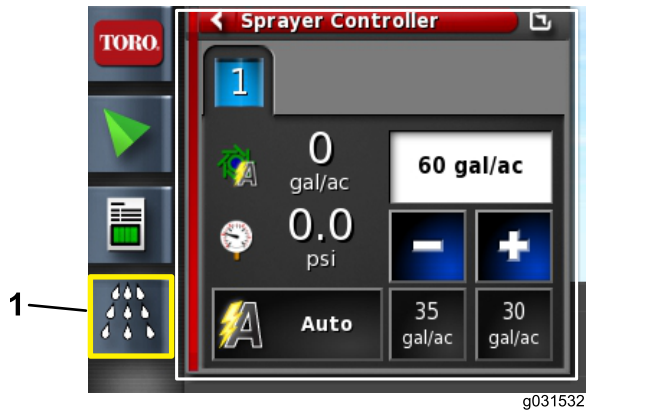 TORO.
Sprayer Controller
1
0
gal/ac
60 gal/ac
0.0
psi
1
A Auto
35
gal/ac
30
gal/ac
g031532